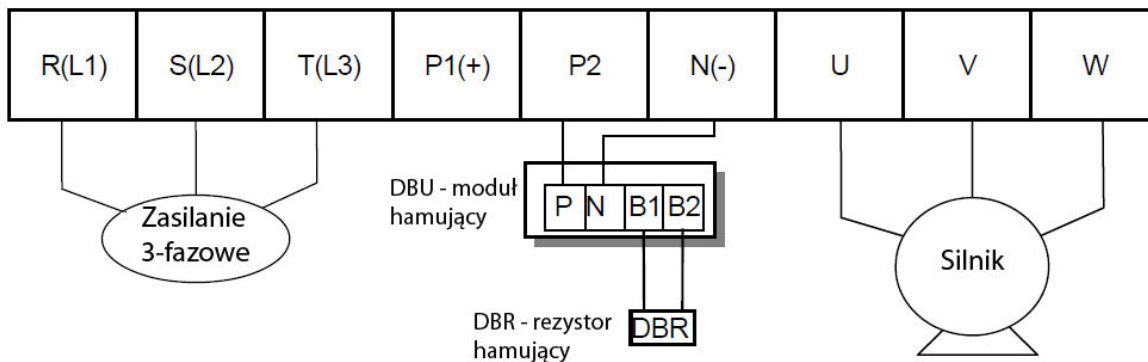 R(L1) S(L2) T(L3) P1(+) P2 N(-) U V W
DBU - moduł
hamujący
P N B1 B2
Zasilanie
3-fazowe
Silnik
DBR - rezystor
hamujący
DBR